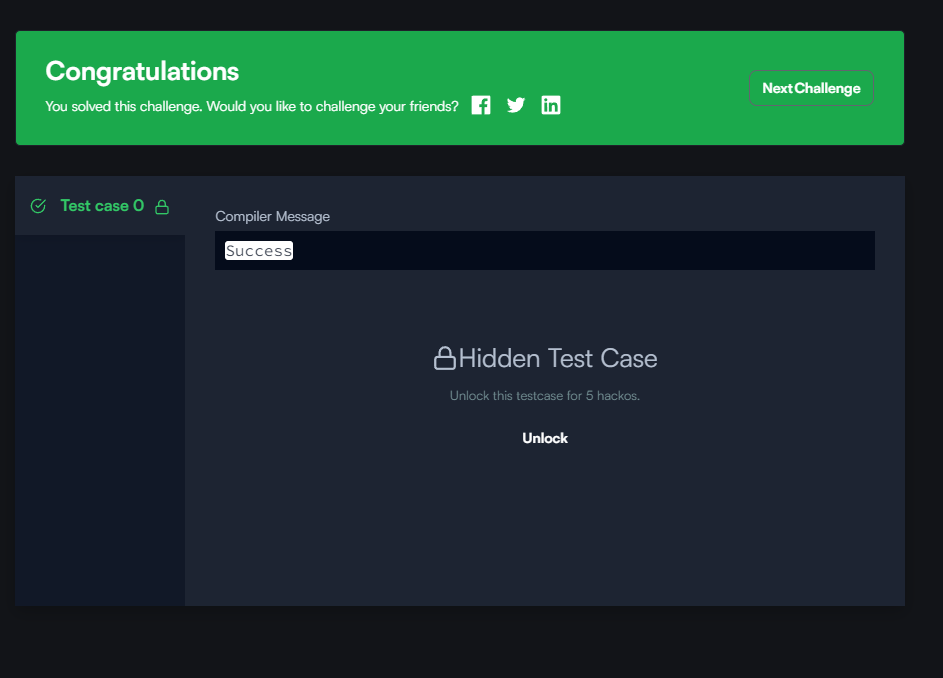 Congratulations
You solved this challenge. Would you like to challenge your friends?
Next Challenge
Test case 0
Compiler Message
Success
Hidden Test Case
Unlock this testcase for 5 hackos.
Unlock